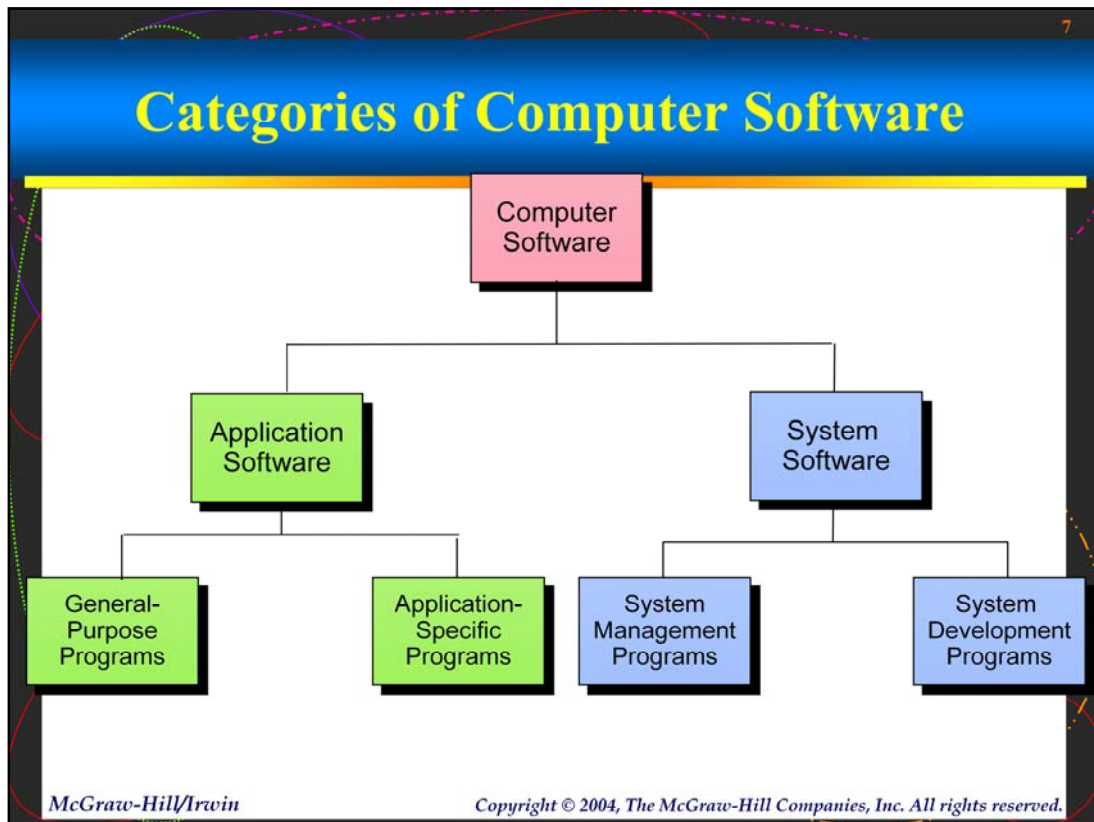 7
Categories of Computer Software
Computer
Software
Application
Software
System
Software
General-
Purpose
Programs
Application-
Specific
Programs
System
Management
Programs
System
Development
Programs
McGraw-Hill/Irwin
Copyright © 2004, The McGraw-Hill Companies, Inc. All rights reserved.